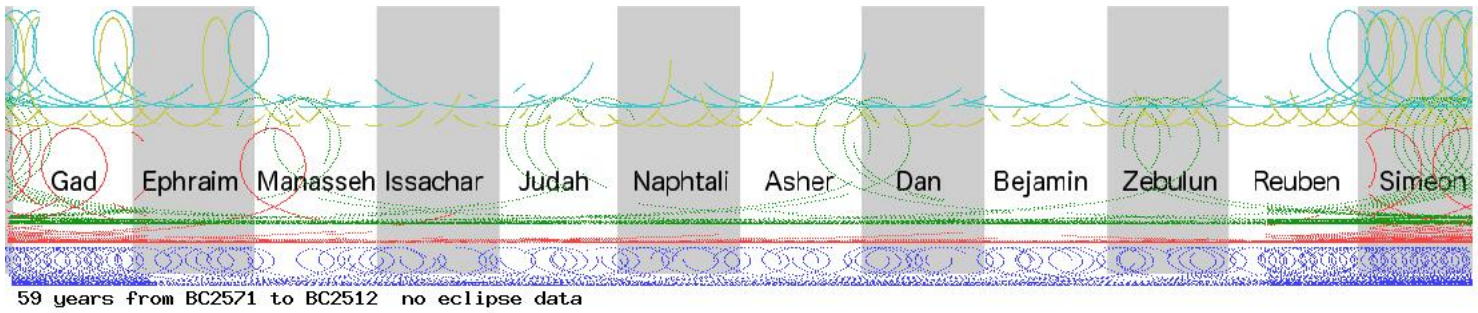 Gad Ephraim Manasseh Issachar Judah Naphtali Asher Dan Bejamin Zebulun Reuben Simeon
59 years from BC2571 to BC2512 no eclipse data